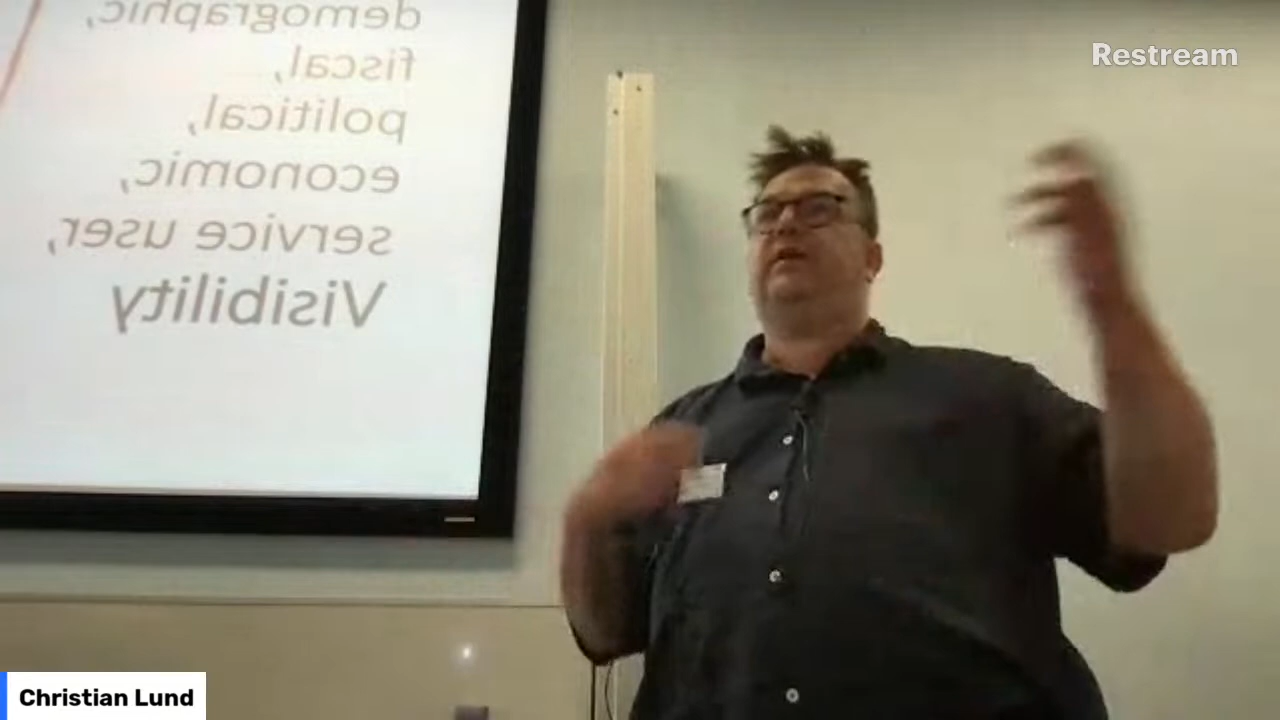 demographic,
fiscal,
political,
economic,
service user,
Visibility
Restream
Christian Lund